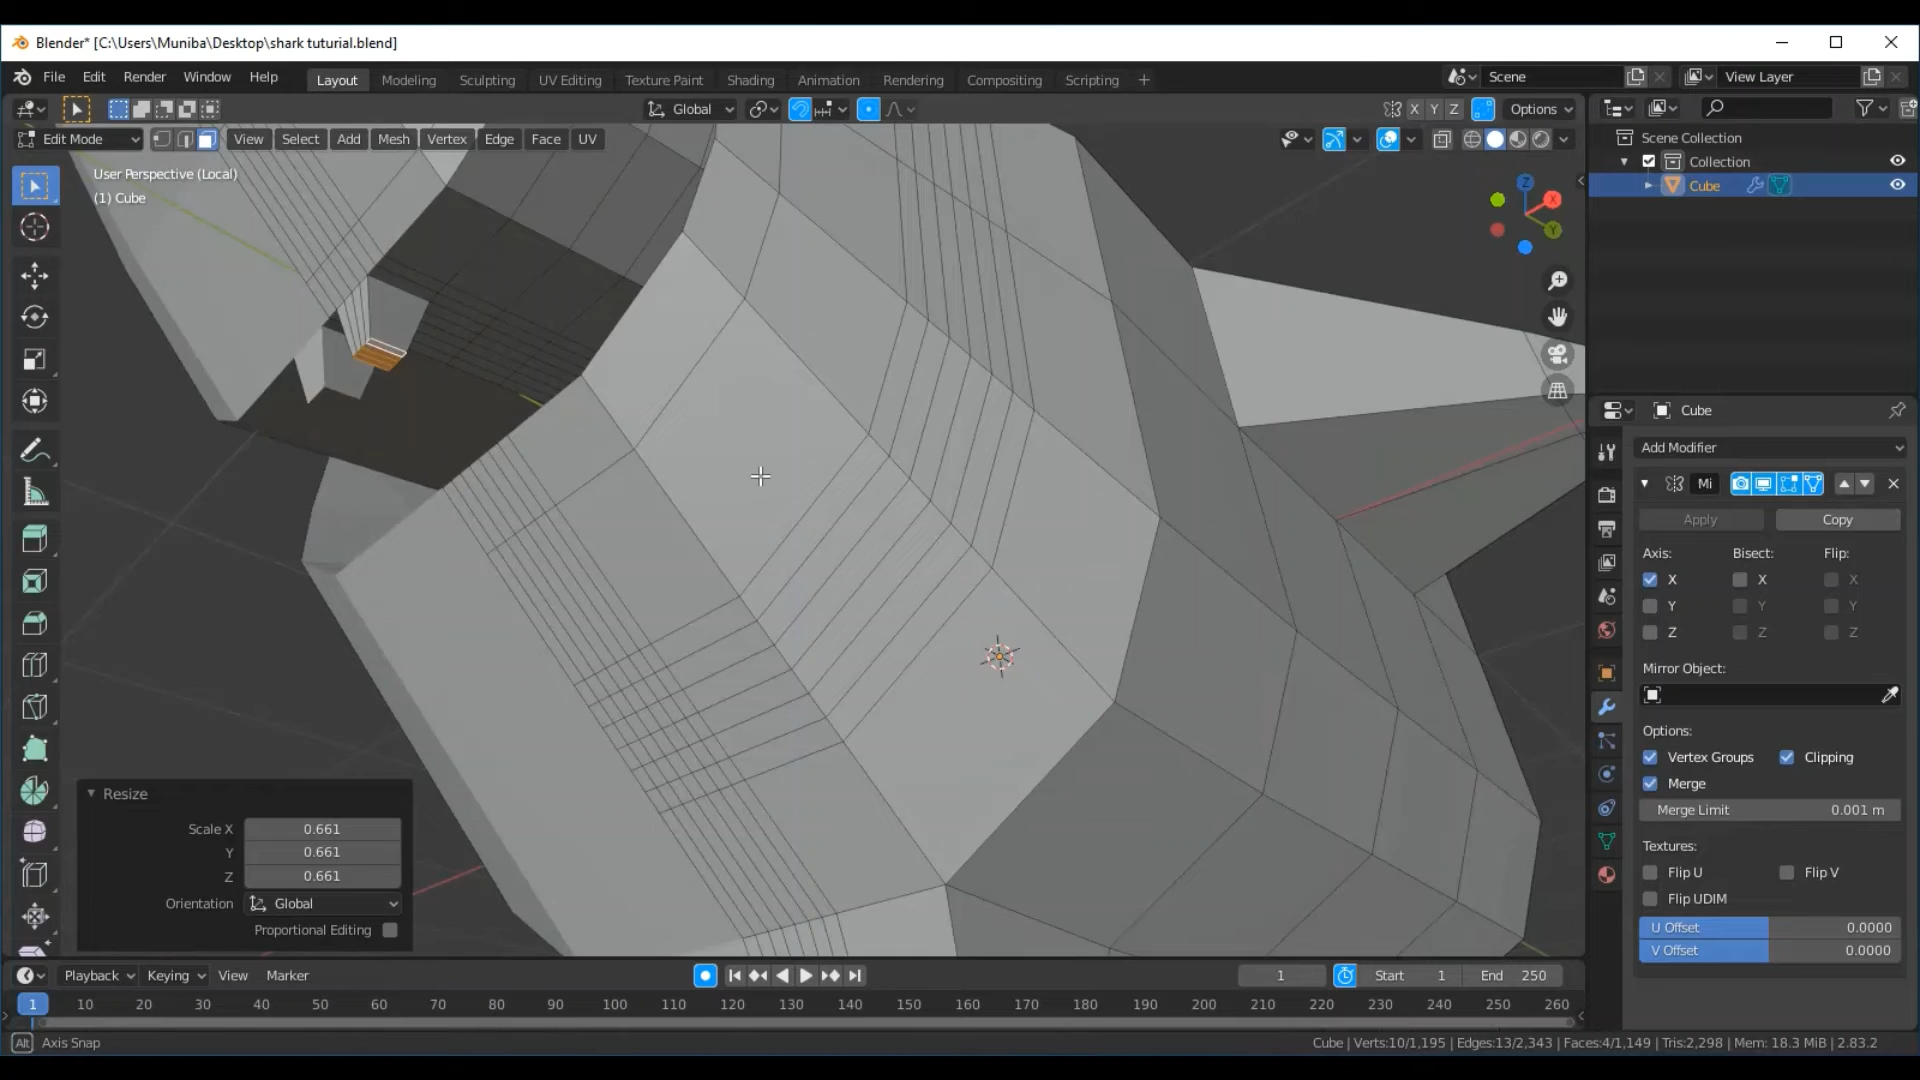 Blender* [C:\Users\Muniba\Desktop\shark tuturial.blend]
File Edit Render Window Help Layout Modeling Sculpting UV Editing Texture Paint Shading Animation Rendering Compositing Scripting + Scene View Layer
Global X Y Z Options
Edit Mode View Select Add Mesh Vertex Edge Face UV
Scene Collection
Collection
Cube
User Perspective (Local)
(1) Cube
Z X Y
Cube
Add Modifier
Mi
Apply Copy
Axis: Bisect: Flip:
X X X
Y Y Y
Z Z Z
Mirror Object:
Options:
Vertex Groups Clipping
Merge
Merge Limit 0.001 m
Textures:
Flip U Flip V
Flip UDIM
U Offset 0.0000
V Offset 0.0000
Resize
Scale X 0.661
Y 0.661
Z 0.661
Orientation Global
Proportional Editing
Playback Keying View Marker 1 Start 1 End 250
1 10 20 30 40 50 60 70 80 90 100 110 120 130 140 150 160 170 180 190 200 210 220 230 240 250 260
Alt Axis Snap
Cube | Verts:10/1,195 | Edges:13/2,343 | Faces:4/1,149 | Tris:2,298 | Mem: 18.3 MiB | 2.83.2